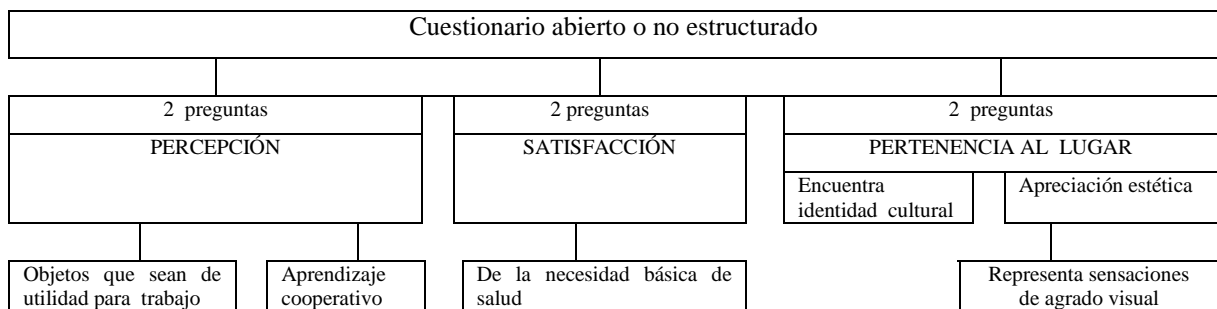 Cuestionario abierto o no estructurado
2 preguntas
PERCEPCIÓN
2 preguntas
SATISFACCIÓN
2 preguntas
PERTENENCIA AL LUGAR
Encuentra
identidad cultural
Apreciación estética
Objetos que sean de
utilidad para trabajo
Aprendizaje
cooperativo
De la necesidad básica de
salud
Representa sensaciones
de agrado visual